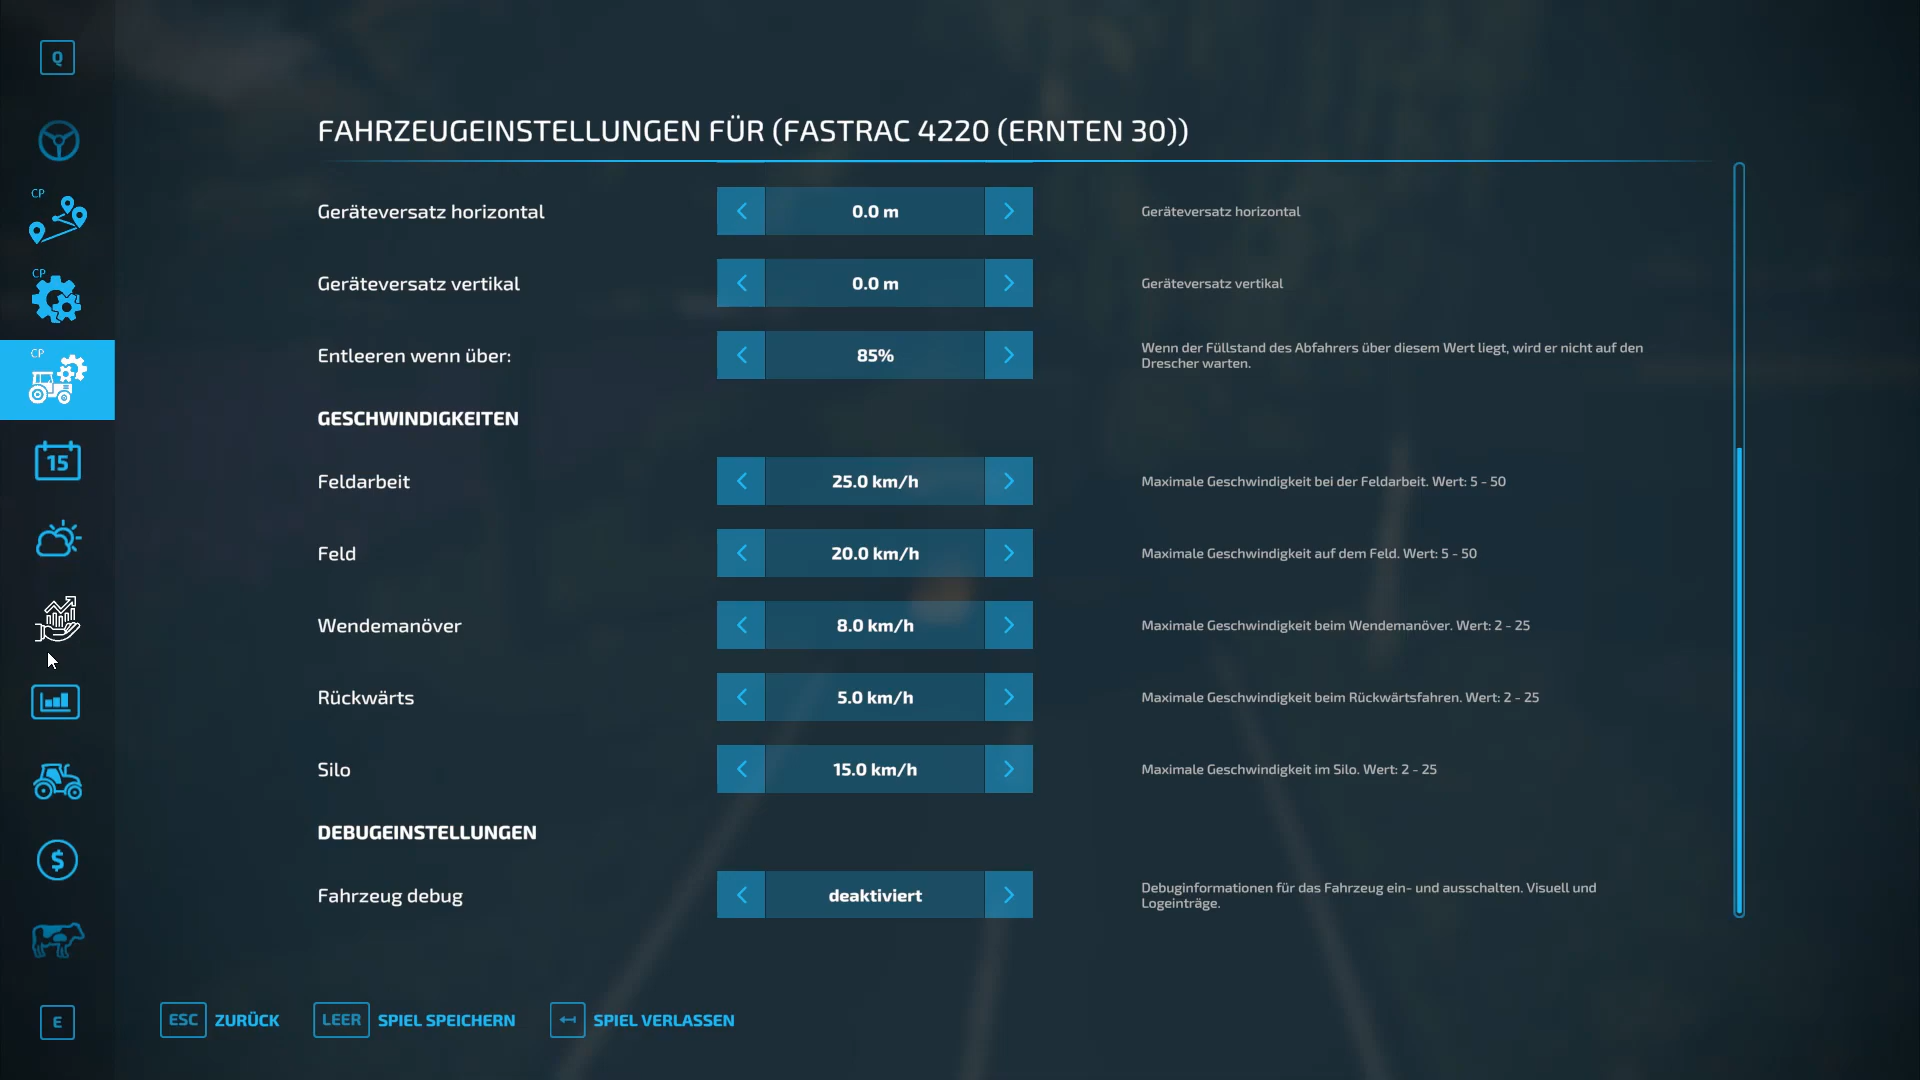 Q
CP
CP
CP
15
$
E
FAHRZEUGEINSTELLUNGEN FÜR (FASTRAC 4220 (ERNTEN 30))
Geräteversatz horizontal
0.0 m
Geräteversatz horizontal
Geräteversatz vertikal
0.0 m
Geräteversatz vertikal
Entleeren wenn über:
85%
Wenn der Füllstand des Abfahrers über diesem Wert liegt, wird er nicht auf den
Drescher warten.
GESCHWINDIGKEITEN
Feldarbeit
25.0 km/h
Maximale Geschwindigkeit bei der Feldarbeit. Wert: 5 - 50
Feld
20.0 km/h
Maximale Geschwindigkeit auf dem Feld. Wert: 5 - 50
Wendemanöver
8.0 km/h
Maximale Geschwindigkeit beim Wendemanöver. Wert: 2 - 25
Rückwärts
5.0 km/h
Maximale Geschwindigkeit beim Rückwärtsfahren. Wert: 2 - 25
Silo
15.0 km/h
Maximale Geschwindigkeit im Silo. Wert: 2 - 25
DEBUGEINSTELLUNGEN
Fahrzeug debug
deaktiviert
Debuginformationen für das Fahrzeug ein- und ausschalten. Visuell und
Logeinträge.
ESC ZURÜCK
LEER SPIEL SPEICHERN
SPIEL VERLASSEN